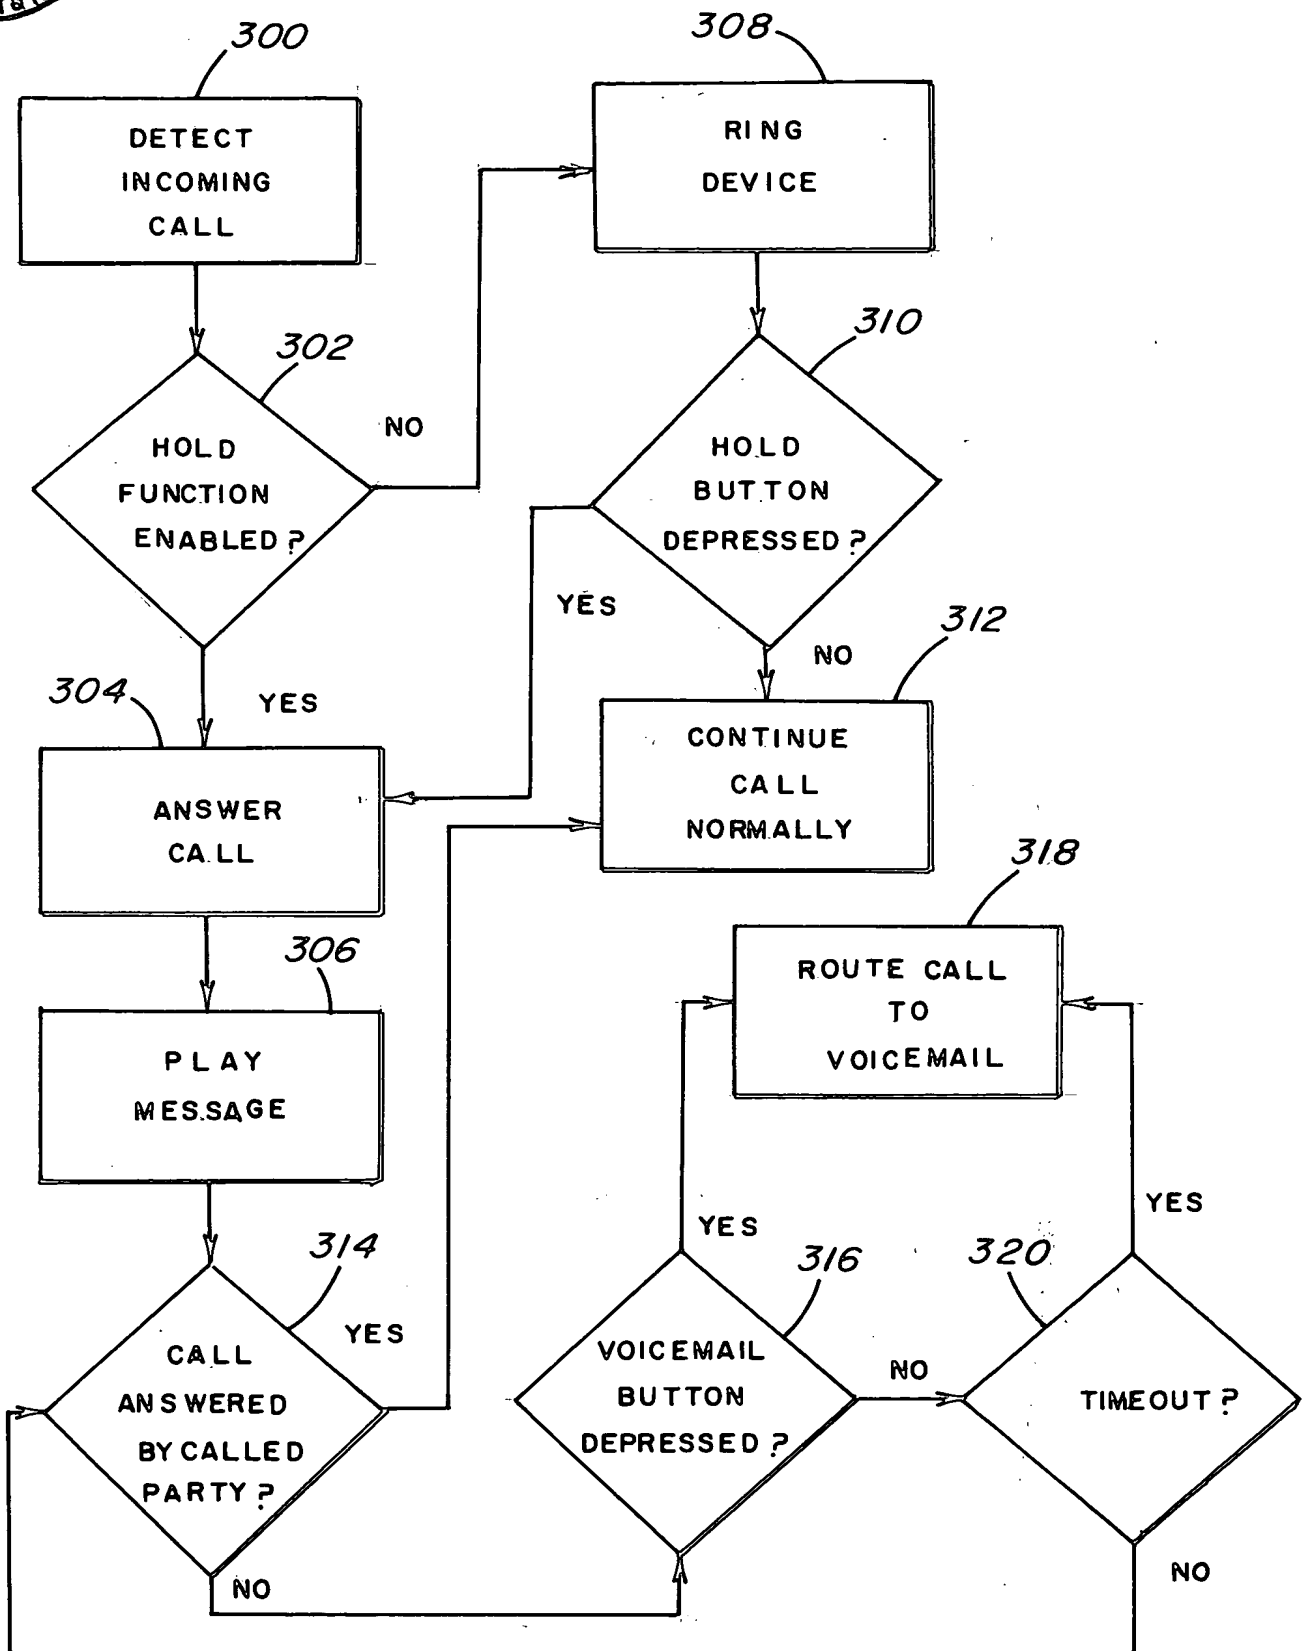 300
DETECT
INCOMING
CALL
302
HOLD
FUNCTION
ENABLED?
NO
YES
304
ANSWER
CALL
306
PLAY
MESSAGE
314
CALL
ANSWERED
BY CALLED
PARTY?
YES
NO
308
RING
DEVICE
310
HOLD
BUTTON
DEPRESSED?
YES
NO
312
CONTINUE
CALL
NORMALLY
318
ROUTE CALL
TO
VOICEMAIL
YES
316
VOICEMAIL
BUTTON
DEPRESSED?
NO
320
TIMEOUT?
YES
NO